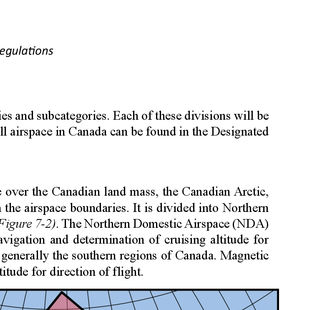 egulations
ies and subcategories. Each of these divisions will be
ll airspace in Canada can be found in the Designated
e over the Canadian land mass, the Canadian Arctic,
the airspace boundaries. It is divided into Northern
Figure 7-2). The Northern Domestic Airspace (NDA)
avigation and determination of cruising altitude for
generally the southern regions of Canada. Magnetic
titude for direction of flight.